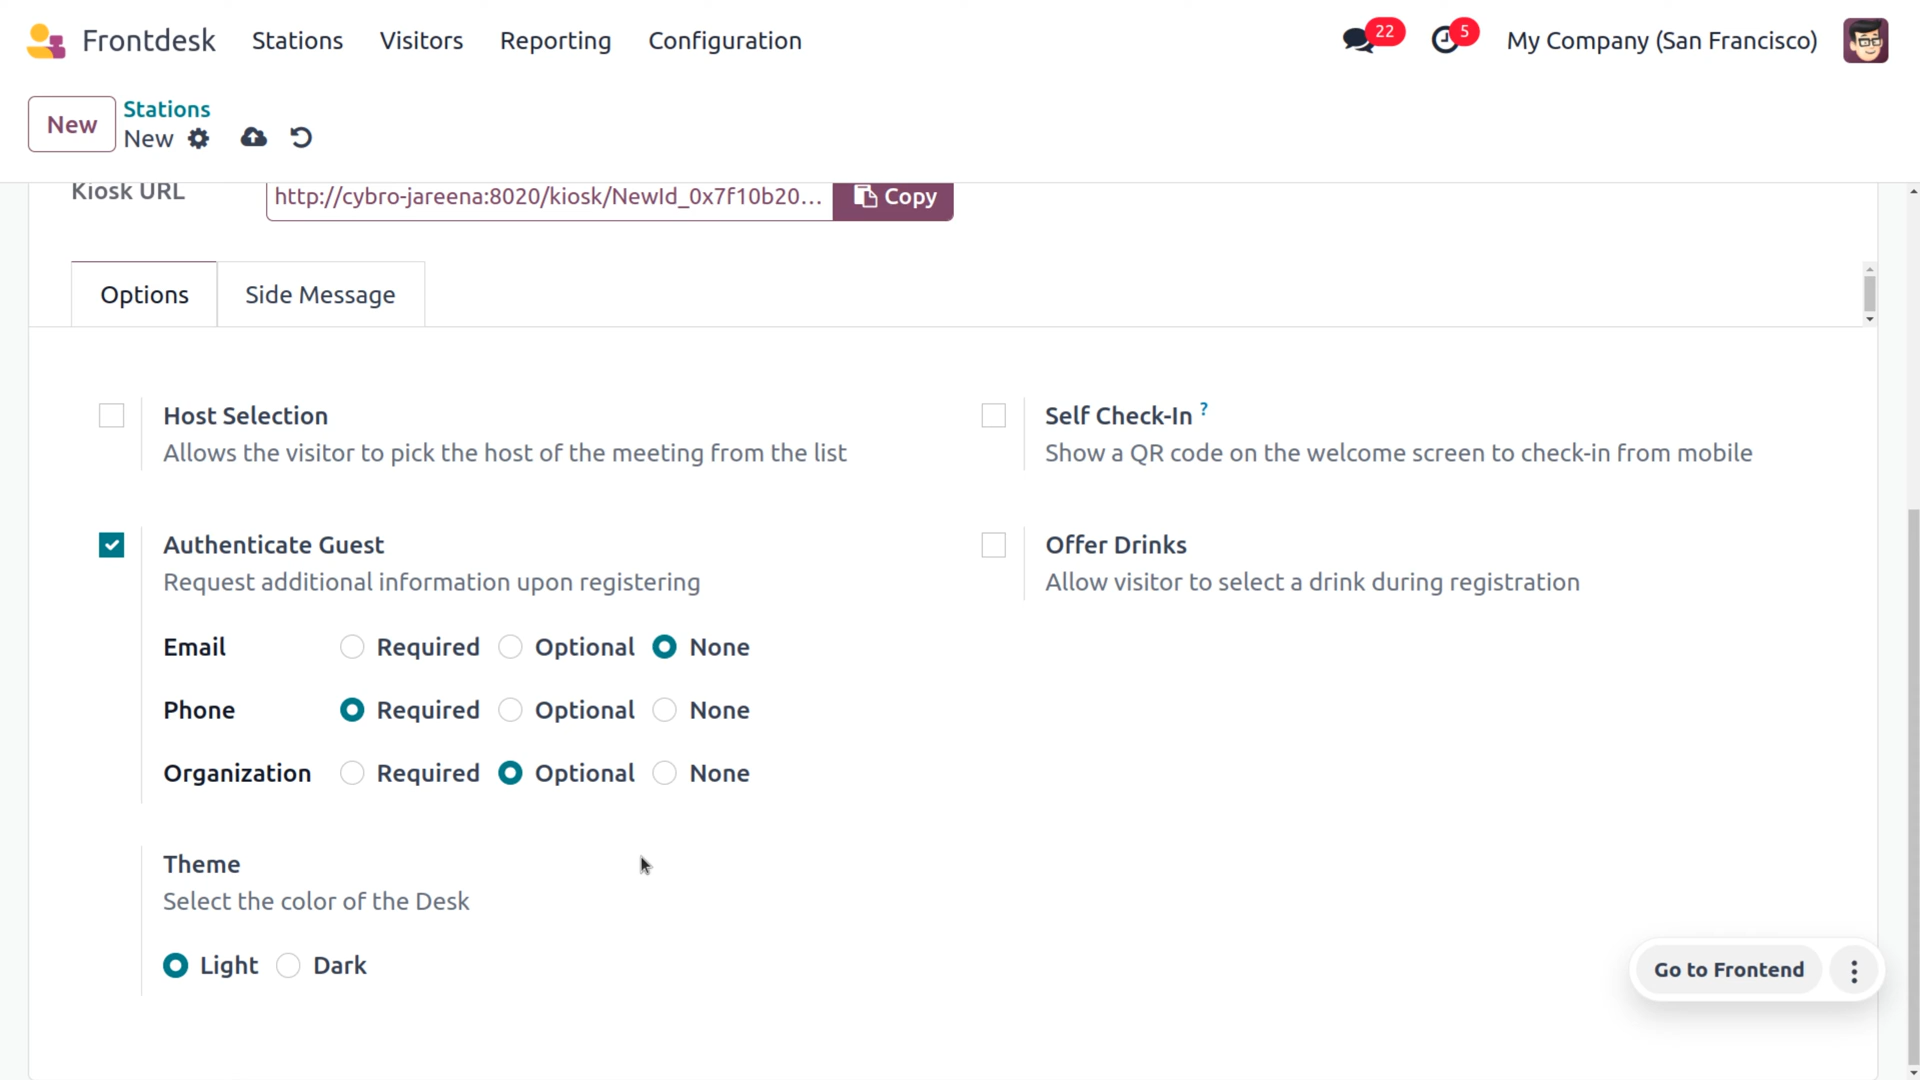 Frontdesk Stations Visitors Reporting Configuration 22 5 My Company (San Francisco)
New Stations
New
Kiosk URL http://cybro-jareena:8020/kiosk/NewId_0x7f10b20... Copy
Options Side Message
Host Selection
Allows the visitor to pick the host of the meeting from the list
Self Check-In ?
Show a QR code on the welcome screen to check-in from mobile
Authenticate Guest
Request additional information upon registering
Offer Drinks
Allow visitor to select a drink during registration
Email Required Optional None
Phone Required Optional None
Organization Required Optional None
Theme
Select the color of the Desk
Light Dark
Go to Frontend